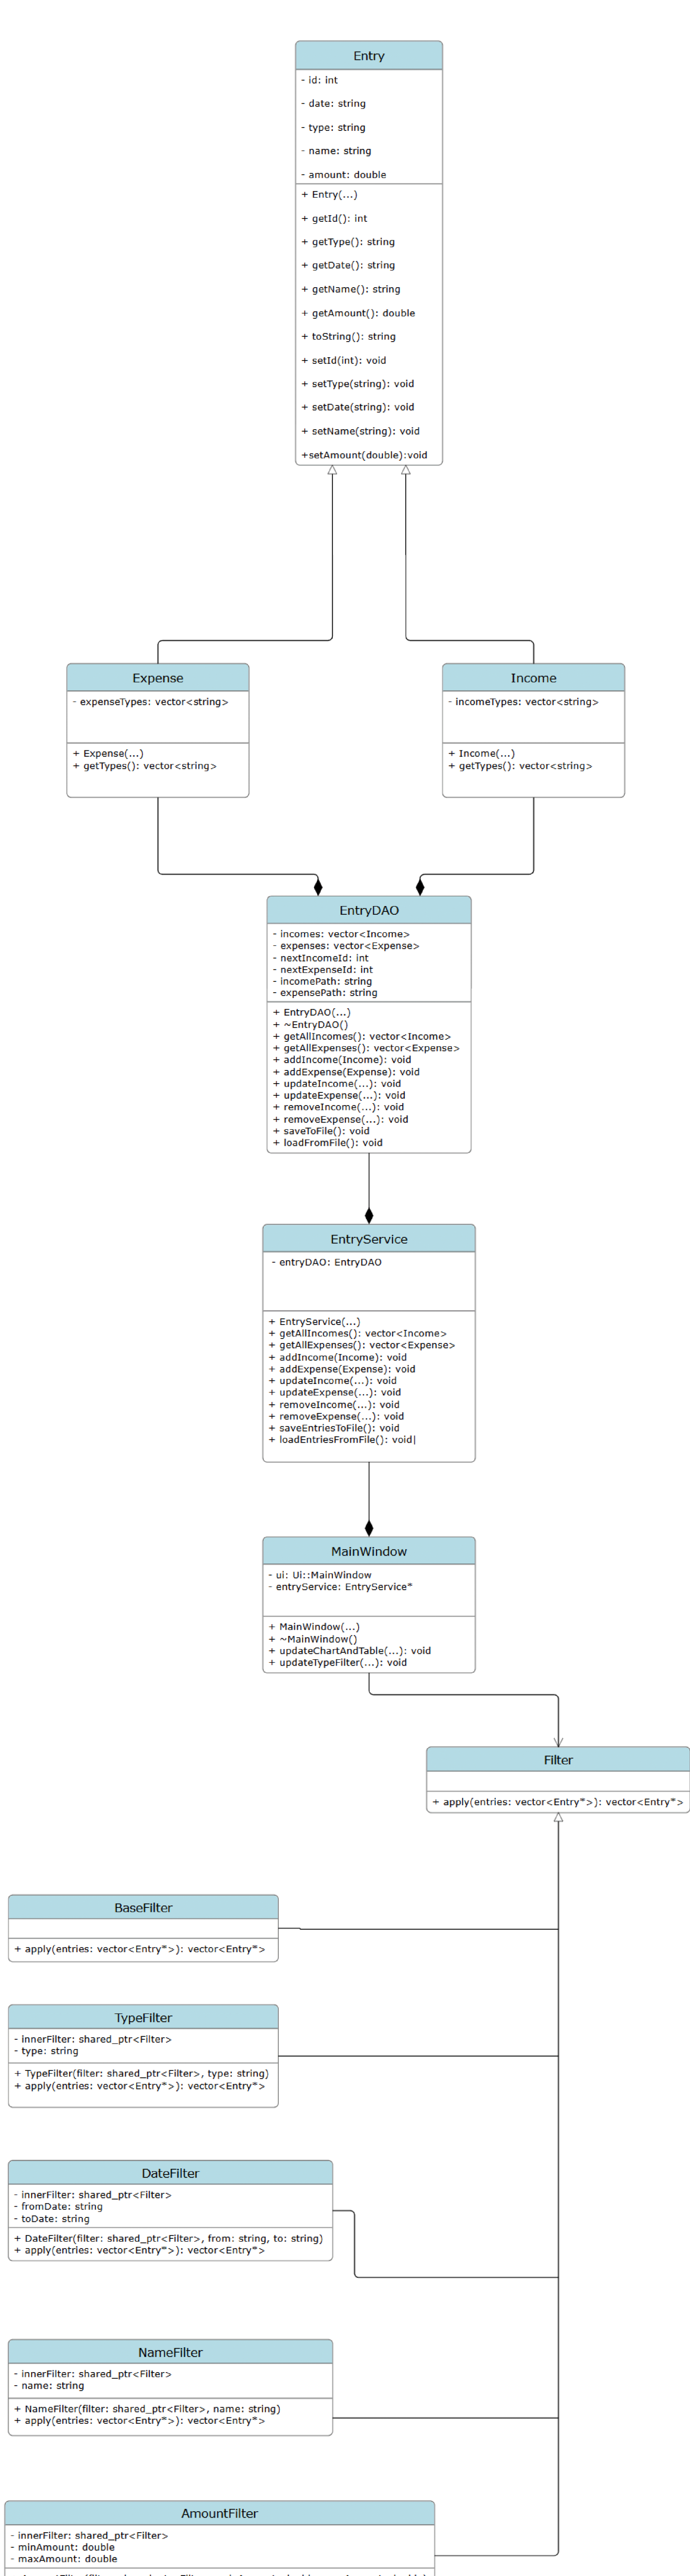 Entry
- id: int
- date: string
- type: string
- name: string
- amount: double
+ Entry(...)
+ getId(): int
+ getType(): string
+ getDate(): string
+ getName(): string
+ getAmount(): double
+ toString(): string
+ setId(int): void
+ setType(string): void
+ setDate(string): void
+ setName(string): void
+setAmount(double):void
Expense
- expenseTypes: vector<string>
+ Expense(...)
+ getTypes(): vector<string>
Income
- incomeTypes: vector<string>
+ Income(...)
+ getTypes(): vector<string>
EntryDAO
- incomes: vector<Income>
- expenses: vector<Expense>
- nextIncomeId: int
- nextExpenseId: int
- incomePath: string
- expensePath: string
+ EntryDAO(...)
+ ~EntryDAO()
+ getAllIncomes(): vector<Income>
+ getAllExpenses(): vector<Expense>
+ addIncome(Income): void
+ addExpense(Expense): void
+ updateIncome(...): void
+ updateExpense(...): void
+ removeIncome(...): void
+ removeExpense(...): void
+ saveToFile(): void
+ loadFromFile(): void
EntryService
- entryDAO: EntryDAO
+ EntryService(...)
+ getAllIncomes(): vector<Income>
+ getAllExpenses(): vector<Expense>
+ addIncome(Income): void
+ addExpense(Expense): void
+ updateIncome(...): void
+ updateExpense(...): void
+ removeIncome(...): void
+ removeExpense(...): void
+ saveEntriesToFile(): void
+ loadEntriesFromFile(): void|
MainWindow
- ui: Ui::MainWindow
- entryService: EntryService*
+ MainWindow(...)
+ ~MainWindow()
+ updateChartAndTable(...): void
+ updateTypeFilter(...): void
Filter
+ apply(entries: vector<Entry*>): vector<Entry*>
BaseFilter
+ apply(entries: vector<Entry*>): vector<Entry*>
TypeFilter
- innerFilter: shared_ptr<Filter>
- type: string
+ TypeFilter(filter: shared_ptr<Filter>, type: string)
+ apply(entries: vector<Entry*>): vector<Entry*>
DateFilter
- innerFilter: shared_ptr<Filter>
- fromDate: string
- toDate: string
+ DateFilter(filter: shared_ptr<Filter>, from: string, to: string)
+ apply(entries: vector<Entry*>): vector<Entry*>
NameFilter
- innerFilter: shared_ptr<Filter>
- name: string
+ NameFilter(filter: shared_ptr<Filter>, name: string)
+ apply(entries: vector<Entry*>): vector<Entry*>
AmountFilter
- innerFilter: shared_ptr<Filter>
- minAmount: double
- maxAmount: double